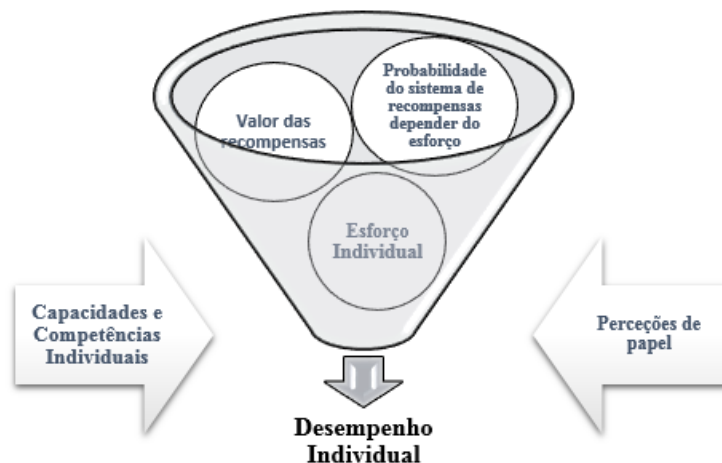 Valor das
recompensas
Probabilidade
do sistema de
recompensas
depender do
esforço
Esforço
Individual
Capacidades e
Competências
Individuais
Perceções de
papel
Desempenho
Individual